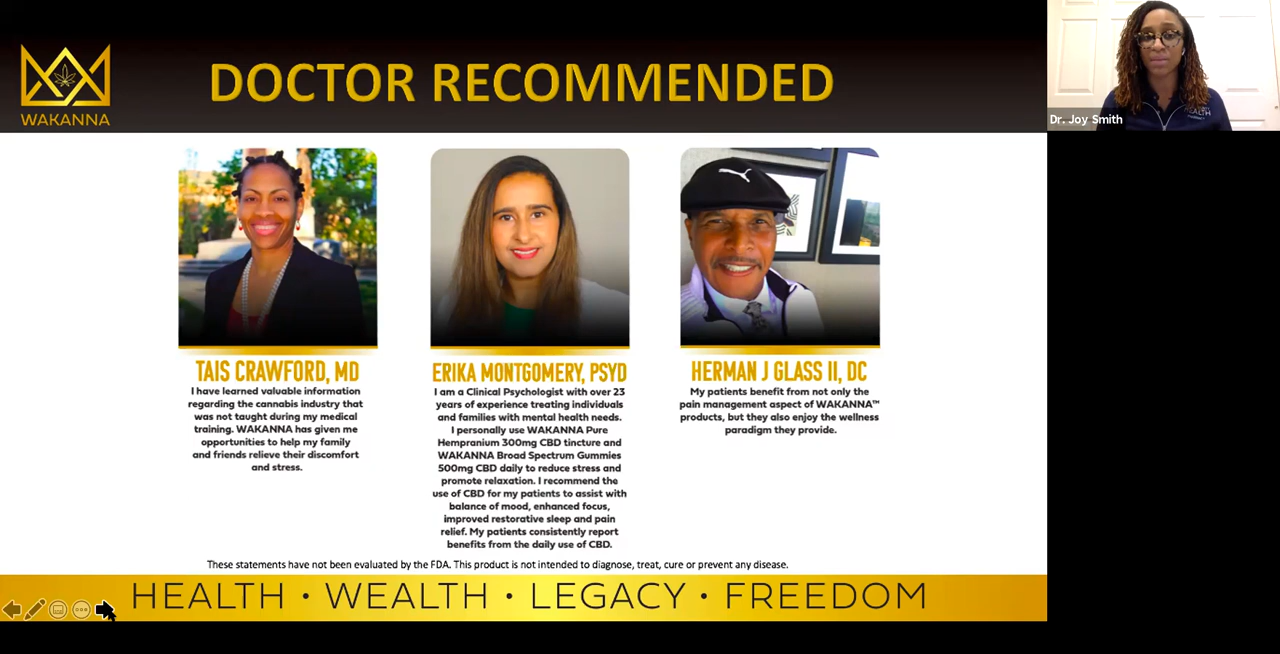 DOCTOR RECOMMENDED
WAKANNA
Dr. Joy Smith
HEALTH
TAIS CRAWFORD, MD
I have learned valuable information
regarding the cannabis industry that
was not taught during my medical
training. WAKANNA has given me
opportunities to help my family
and friends relieve their discomfort
and stress.
ERIKA MONTGOMERY, PSYD
I am a Clinical Psychologist with over 23
years of experience treating individuals
and families with mental health needs.
I personally use WAKANNA Pure
Hempranium 300mg CBD tincture and
WAKANNA Broad Spectrum Gummies
500mg CBD daily to reduce stress and
promote relaxation. I recommend the
use of CBD for my patients to assist with
balance of mood, enhanced focus,
improved restorative sleep and pain
relief. My patients consistently report
benefits from the daily use of CBD.
HERMAN J GLASS II, DC
My patients benefit from not only the
pain management aspect of WAKANNA™
products, but they also enjoy the wellness
paradigm they provide.
These statements have not been evaluated by the FDA. This product is not intended to diagnose, treat, cure or prevent any disease.
HEALTH • WEALTH • LEGACY • FREEDOM